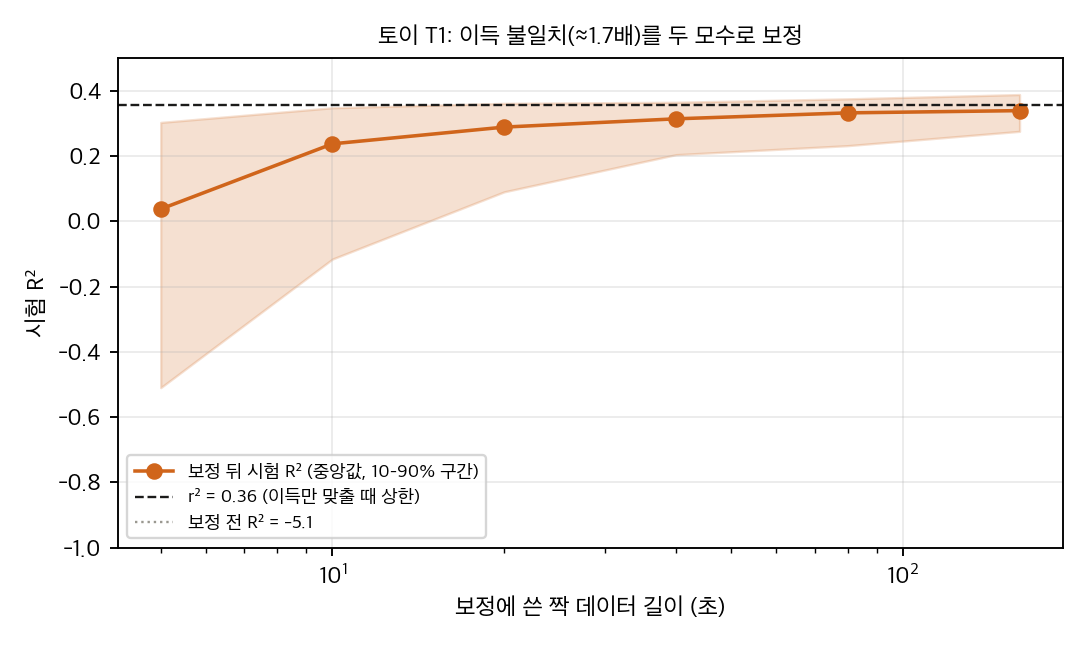 토이 T1: 이득 불일치(≈1.7배)를 두 모수로 보정
시험 R²
0.4
0.2
0.0
-0.2
-0.4
-0.6
-0.8
-1.0
보정 뒤 시험 R² (중앙값, 10-90% 구간)
r² = 0.36 (이득만 맞출 때 상한)
보정 전 R² = -5.1
10¹
10²
보정에 쓴 짝 데이터 길이 (초)